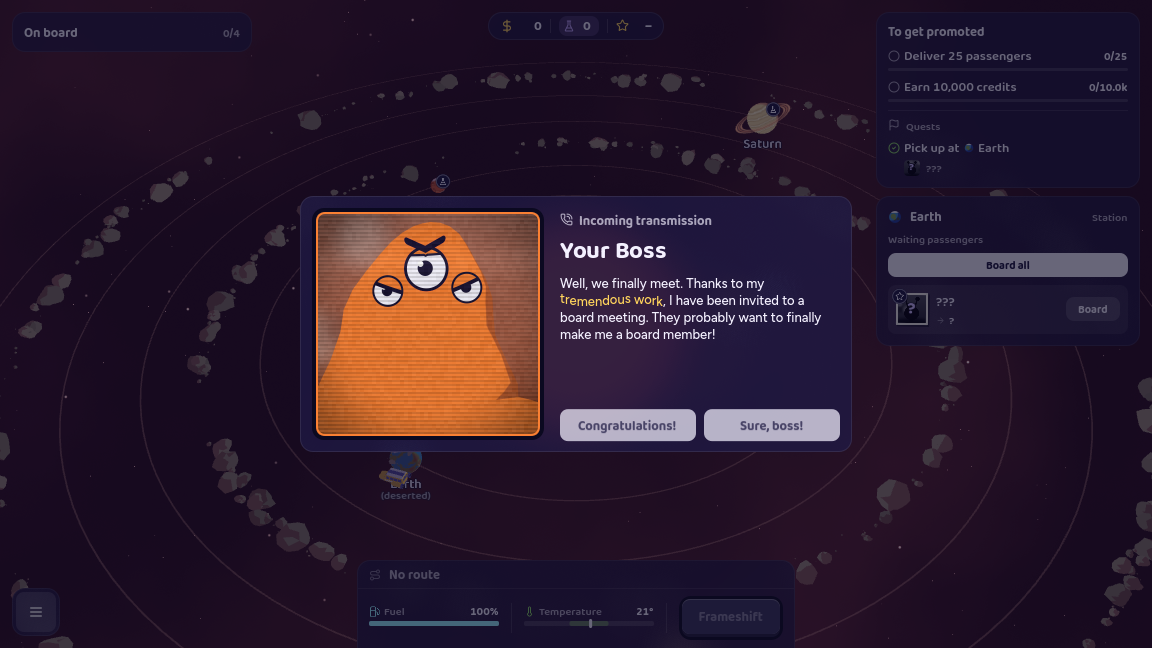 On board
0/4
0
0
–
To get promoted
Deliver 25 passengers
0/25
Earn 10,000 credits
0/10.0k
Quests
Pick up at Earth
? ???
Saturn
Earth
Station
Waiting passengers
Board all
?
???
→ ?
Board
Incoming transmission
Your Boss
Well, we finally meet. Thanks to my
tremendous work, I have been invited to a
board meeting. They probably want to finally
make me a board member!
Congratulations!
Sure, boss!
Earth
(deserted)
No route
Fuel
100%
Temperature
21°
Frameshift